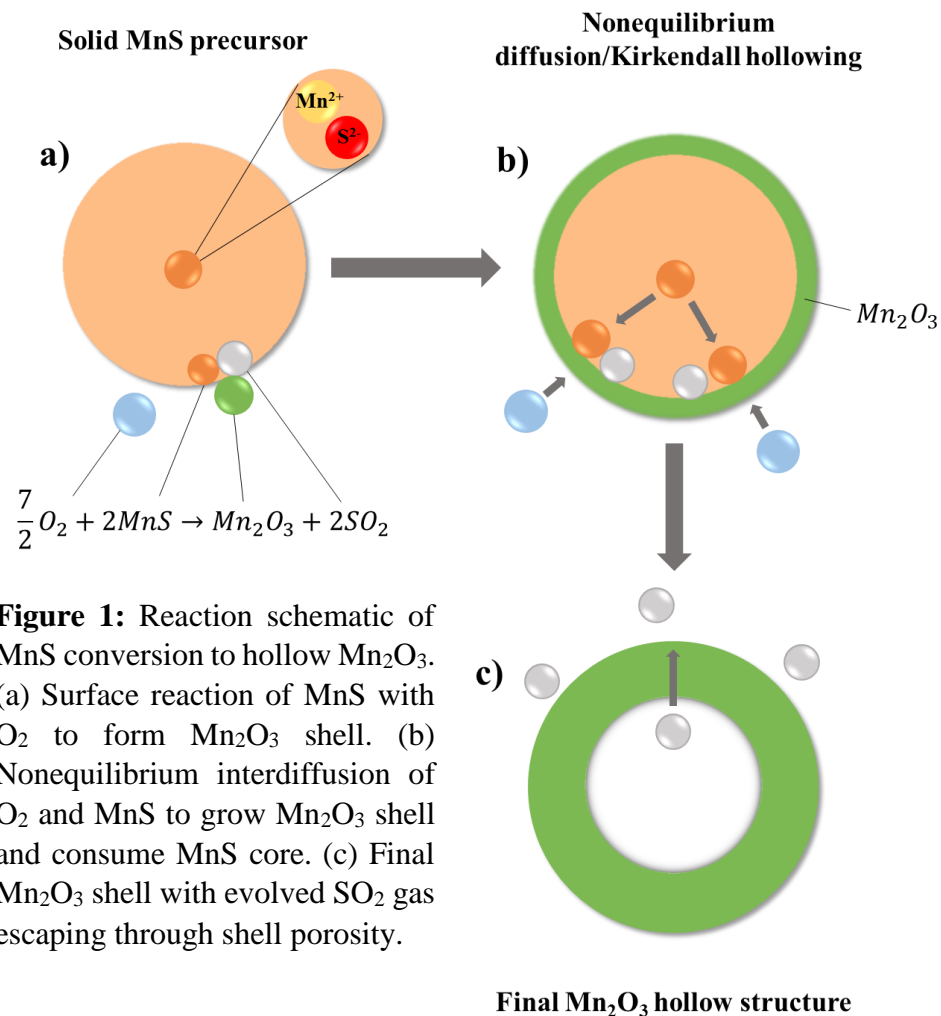 Solid MnS precursor
Nonequilibrium
diffusion/Kirkendall hollowing
Mn²⁺
S²⁻
a)
b)
Mn₂O₃
7/2 O₂ + 2MnS → Mn₂O₃ + 2SO₂
Figure 1: Reaction schematic of
MnS conversion to hollow Mn₂O₃.
(a) Surface reaction of MnS with
O₂ to form Mn₂O₃ shell. (b)
Nonequilibrium interdiffusion of
O₂ and MnS to grow Mn₂O₃ shell
and consume MnS core. (c) Final
Mn₂O₃ shell with evolved SO₂ gas
escaping through shell porosity.
c)
Final Mn₂O₃ hollow structure